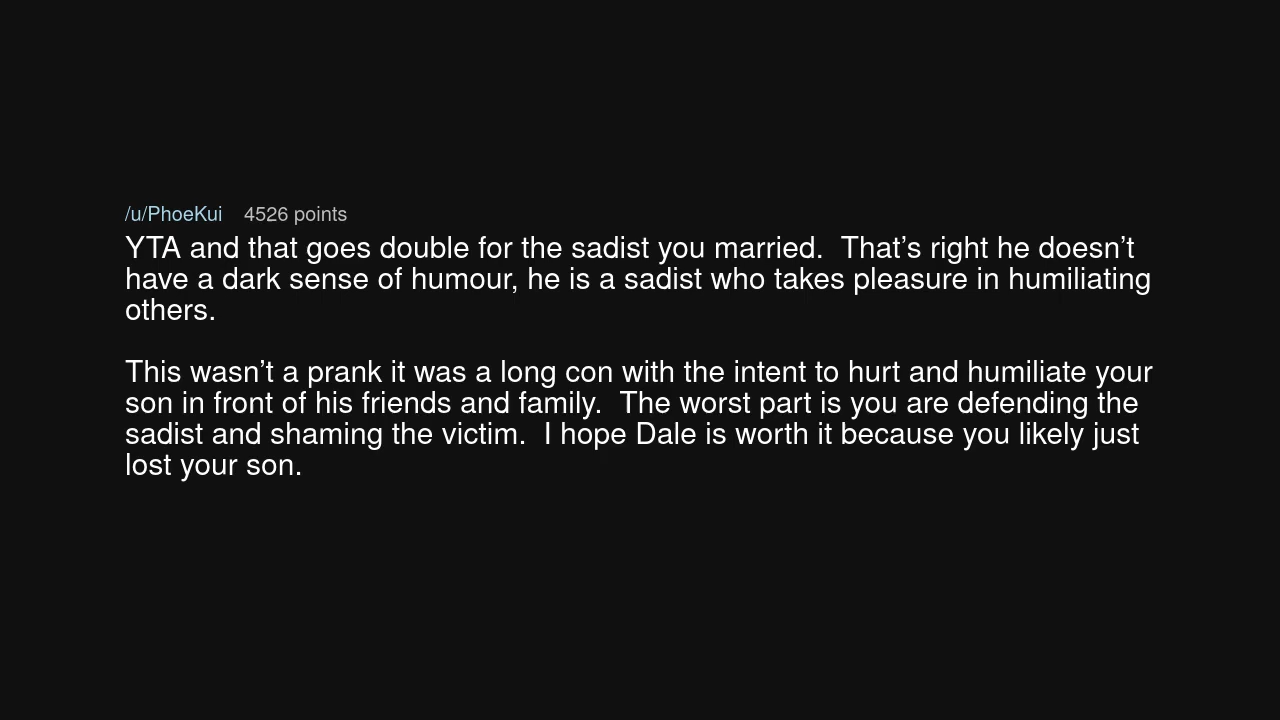 /u/PhoeKui 4526 points
YTA and that goes double for the sadist you married.  That’s right he doesn’t
have a dark sense of humour, he is a sadist who takes pleasure in humiliating
others.
This wasn’t a prank it was a long con with the intent to hurt and humiliate your
son in front of his friends and family.  The worst part is you are defending the
sadist and shaming the victim.  I hope Dale is worth it because you likely just
lost your son.